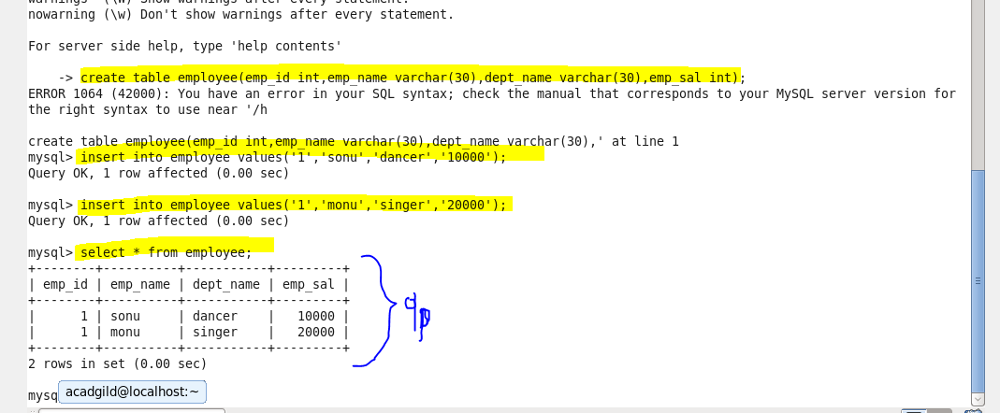 nowarning (\w) Don't show warnings after every statement.
For server side help, type 'help contents'
-> create table employee(emp_id int,emp_name varchar(30),dept_name varchar(30),emp_sal int);
ERROR 1064 (42000): You have an error in your SQL syntax; check the manual that corresponds to your MySQL server version for
the right syntax to use near '/h
create table employee(emp_id int,emp_name varchar(30),dept_name varchar(30),' at line 1
mysql> insert into employee values('1','sonu','dancer','10000');
Query OK, 1 row affected (0.00 sec)
mysql> insert into employee values('1','monu','singer','20000');
Query OK, 1 row affected (0.00 sec)
mysql> select * from employee;
+--------+----------+-----------+---------+
| emp_id | emp_name | dept_name | emp_sal |
+--------+----------+-----------+---------+
| 1 | sonu | dancer | 10000 |
| 1 | monu | singer | 20000 |
+--------+----------+-----------+---------+
2 rows in set (0.00 sec)
mysq
acadgild@localhost:~